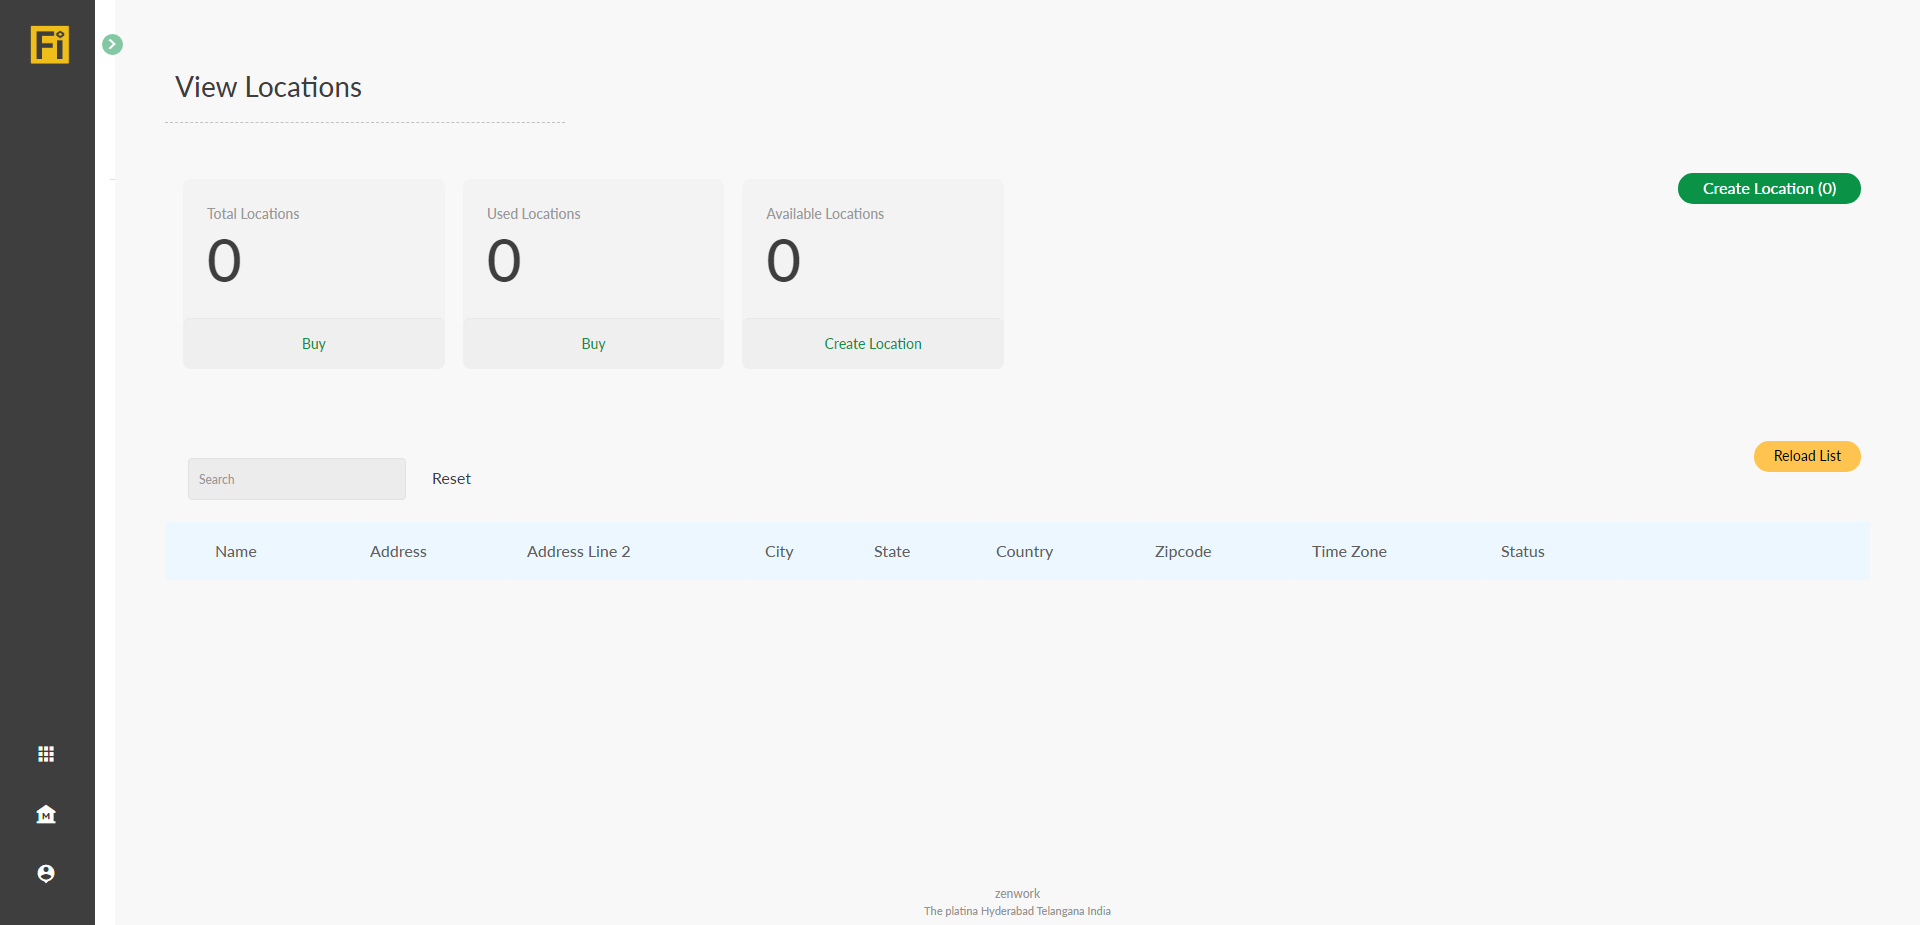 Fi
View Locations
Create Location (0)
Total Locations
0
Buy
Used Locations
0
Buy
Available Locations
0
Create Location
Search
Reset
Reload List
Name Address Address Line 2 City State Country Zipcode Time Zone Status
M
zenwork
The platina Hyderabad Telangana India